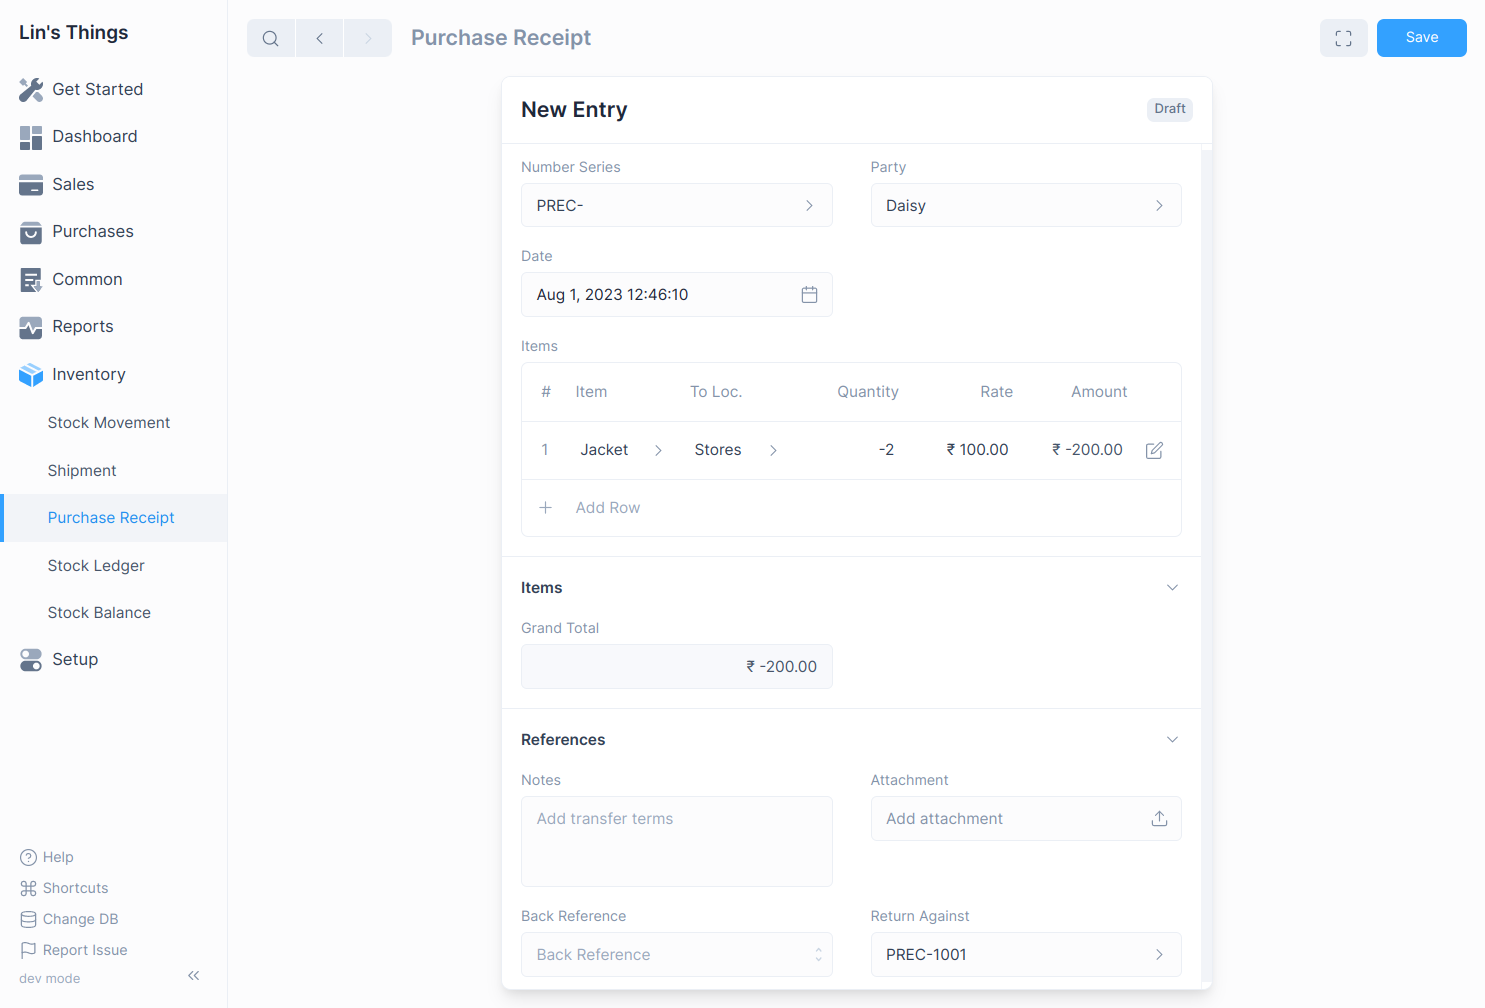 Lin's Things
Get Started
Dashboard
Sales
Purchases
Common
Reports
Inventory
Stock Movement
Shipment
Purchase Receipt
Stock Ledger
Stock Balance
Setup
Help
Shortcuts
Change DB
Report Issue
dev mode
Purchase Receipt
Save
New Entry
Draft
Number Series
Party
PREC-
Daisy
Date
Aug 1, 2023 12:46:10
Items
# Item To Loc. Quantity Rate Amount
1 Jacket Stores -2 ₹ 100.00 ₹ -200.00
Add Row
Items
Grand Total
₹ -200.00
References
Notes
Attachment
Add transfer terms
Add attachment
Back Reference
Return Against
Back Reference
PREC-1001